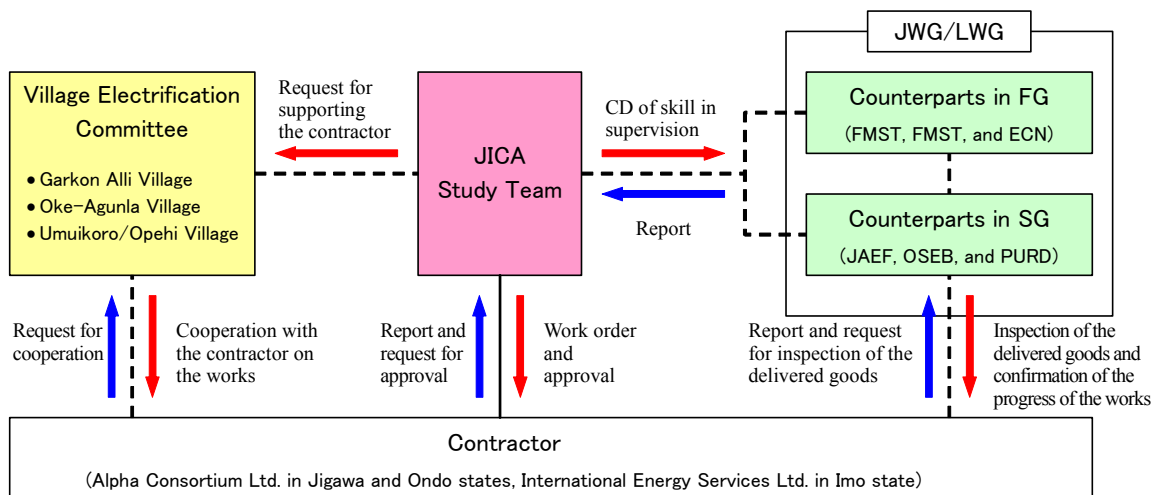 JWG/LWG
Village Electrification
Committee
• Garkon Alli Village
• Oke-Agunla Village
• Umuikoro/Opehi Village
Request for
supporting
the contractor
JICA
Study Team
CD of skill in
supervision
Report
Counterparts in FG
(FMST, FMST, and ECN)
Counterparts in SG
(JAEF, OSEB, and PURD)
Request for
cooperation
Cooperation with
the contractor on
the works
Report and
request for
approval
Work order
and
approval
Report and request
for inspection of the
delivered goods
Inspection of the
delivered goods and
confirmation of the
progress of the works
Contractor
(Alpha Consortium Ltd. in Jigawa and Ondo states, International Energy Services Ltd. in Imo state)